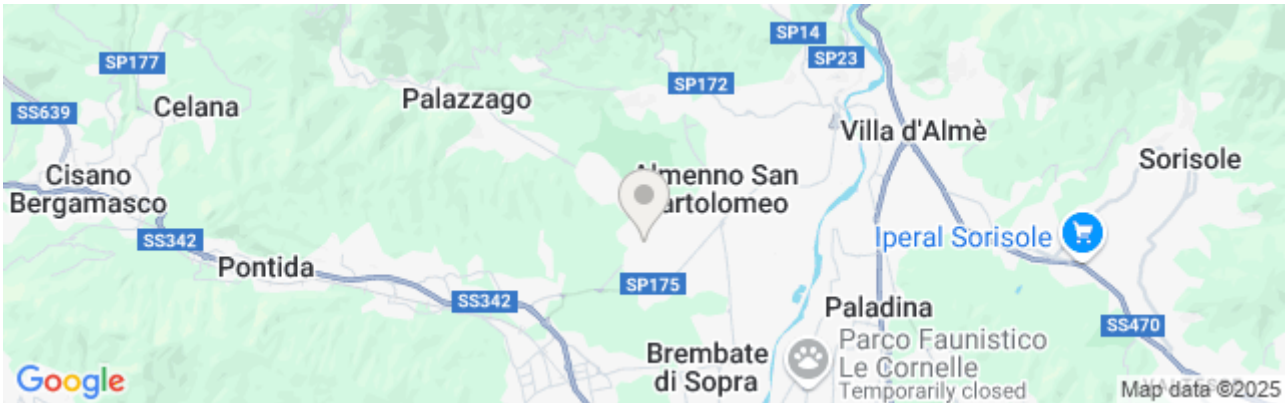 SP14
SP23
SP177
SP172
Palazzago
Celana
SS639
Villa d'Almè
Sorisole
Almenno San
Bartolomeo
Cisano
Bergamasco
SS342
Iperal Sorisole
Pontida
SP175
SS342
Paladina
SS470
Parco Faunistico
Le Cornelle
Temporarily closed
Brembate
di Sopra
Google
Map data ©2025